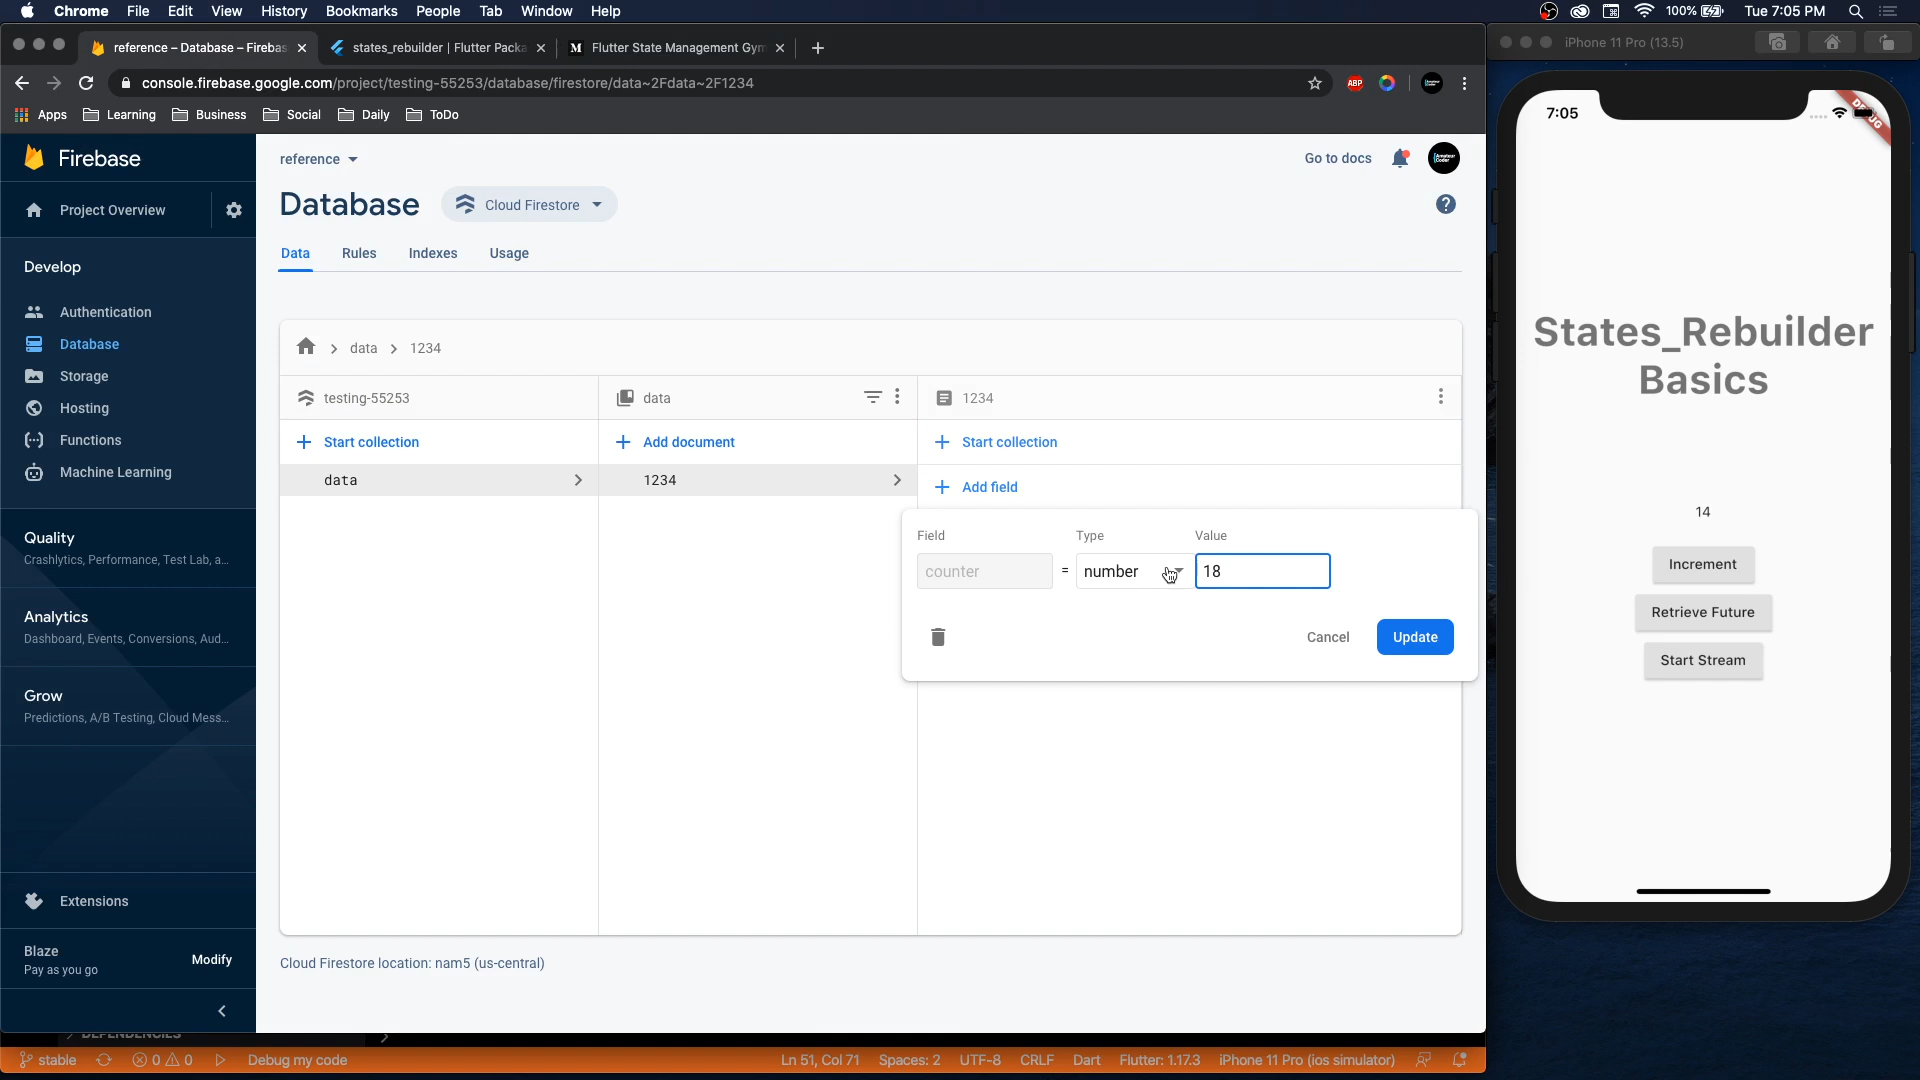 Chrome File Edit View History Bookmarks People Tab Window Help
100% Tue 7:05 PM
reference – Database – Firebas
states_rebuilder | Flutter Packa
M Flutter State Management Gym
iPhone 11 Pro (13.5)
console.firebase.google.com/project/testing-55253/database/firestore/data~2Fdata~2F1234
ABP
Apps Learning Business Social Daily ToDo
Firebase
Project Overview
Develop
Authentication
Database
Storage
Hosting
Functions
Machine Learning
Quality
Crashlytics, Performance, Test Lab, a...
Analytics
Dashboard, Events, Conversions, Aud...
Grow
Predictions, A/B Testing, Cloud Mess...
Extensions
Blaze
Pay as you go
Modify
reference
Go to docs
Database
Cloud Firestore
Data Rules Indexes Usage
data > 1234
testing-55253
Start collection
data
data
Add document
1234
1234
Start collection
Add field
Field Type Value
counter = number 18
Cancel Update
Cloud Firestore location: nam5 (us-central)
7:05
States_Rebuilder
Basics
14
Increment
Retrieve Future
Start Stream
DEPENDENCIES
stable 0 0 Debug my code Ln 51, Col 71 Spaces: 2 UTF-8 CRLF Dart Flutter: 1.17.3 iPhone 11 Pro (ios simulator)